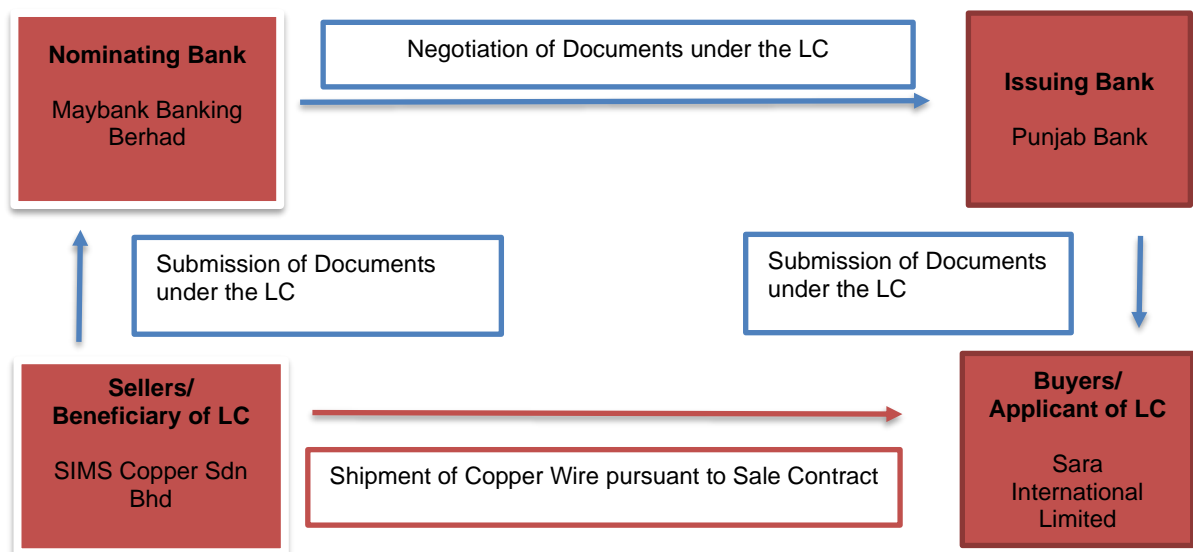 Nominating Bank
Maybank Banking
Berhad
Negotiation of Documents under the LC
Issuing Bank
Punjab Bank
Submission of Documents
under the LC
Submission of Documents
under the LC
Sellers/
Beneficiary of LC
SIMS Copper Sdn
Bhd
Shipment of Copper Wire pursuant to Sale Contract
Buyers/
Applicant of LC
Sara
International
Limited